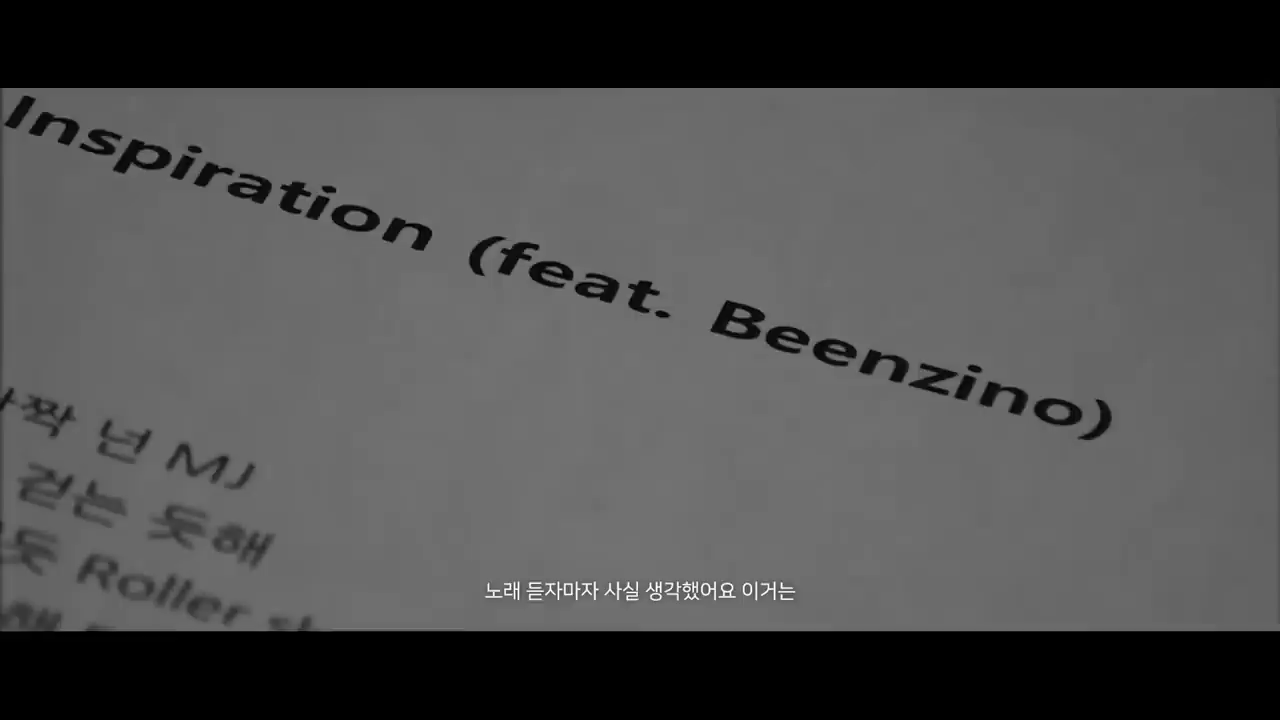 Inspiration (feat. Beenzino)
넌 MJ
걷는 듯해
듯 Roller
노래 듣자마자 사실 생각했어요 이거는